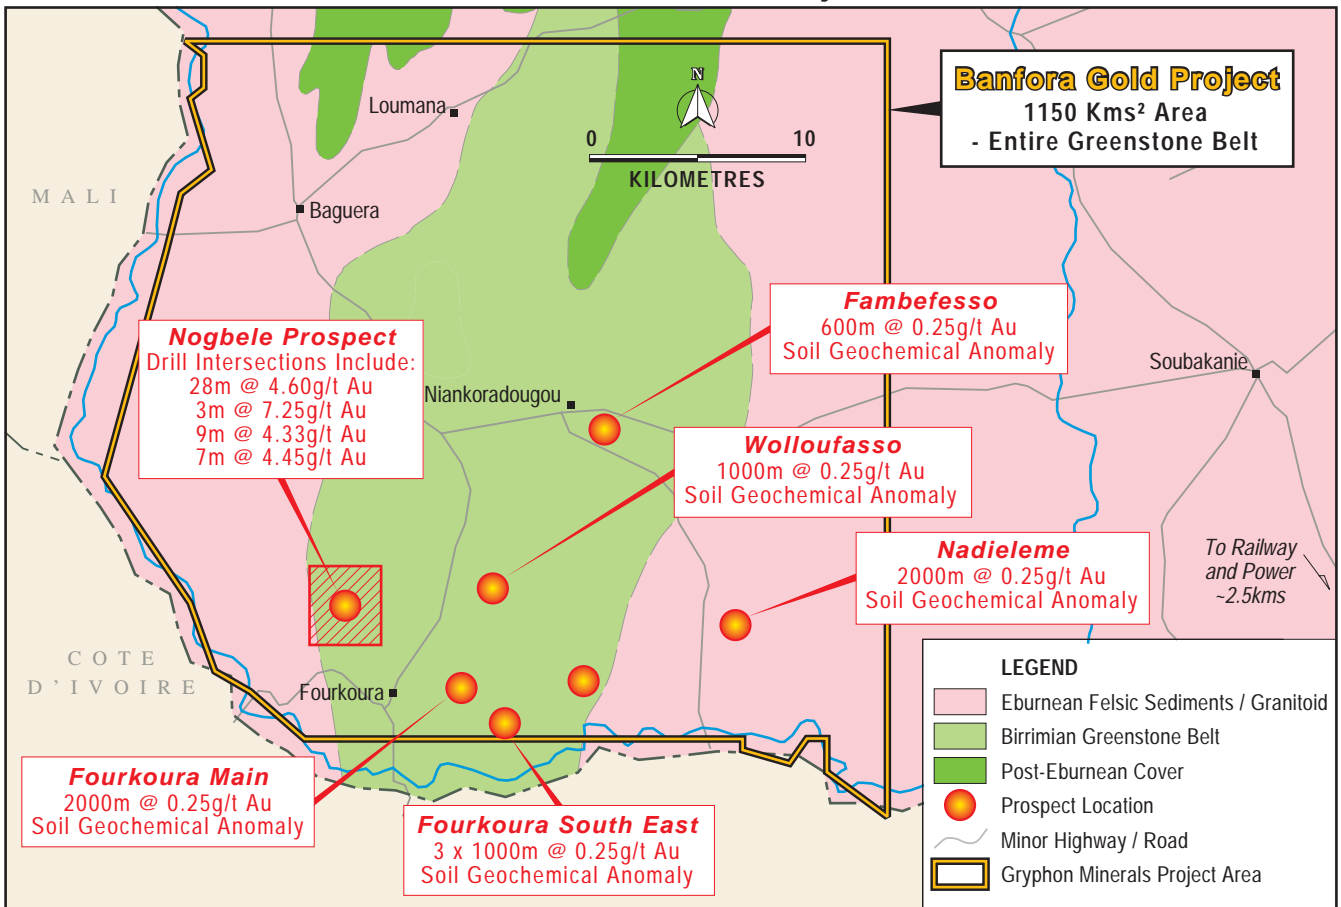 Banfora Gold Project
1150 Kms² Area
- Entire Greenstone Belt
N
0 10
KILOMETRES
Loumana
MALI
Baguera
Fambefesso
600m @ 0.25g/t Au
Soil Geochemical Anomaly
Nogbele Prospect
Drill Intersections Include:
28m @ 4.60g/t Au
3m @ 7.25g/t Au
9m @ 4.33g/t Au
7m @ 4.45g/t Au
Soubakanie
Niankoradougou
Wolloufasso
1000m @ 0.25g/t Au
Soil Geochemical Anomaly
Nadieleme
2000m @ 0.25g/t Au
Soil Geochemical Anomaly
To Railway
and Power
~2.5kms
COTE
D'IVOIRE
Fourkoura
Fourkoura Main
2000m @ 0.25g/t Au
Soil Geochemical Anomaly
Fourkoura South East
3 x 1000m @ 0.25g/t Au
Soil Geochemical Anomaly
LEGEND
Eburnean Felsic Sediments / Granitoid
Birrimian Greenstone Belt
Post-Eburnean Cover
Prospect Location
Minor Highway / Road
Gryphon Minerals Project Area